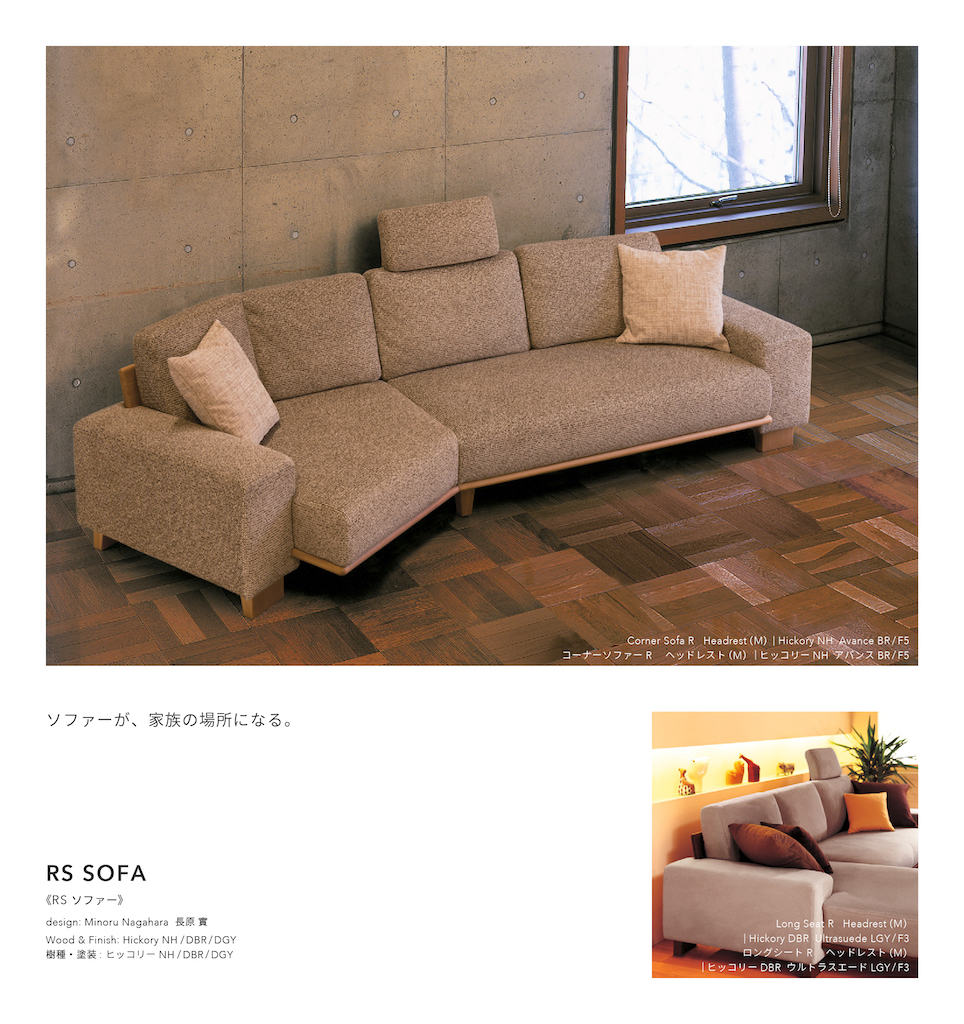 Corner Sofa R Headrest (M) | Hickory NH Avance BR/F5
コーナーソファー R ヘッドレスト (M) | ヒッコリー NH アバンス BR/F5
ソファーが、家族の場所になる。
RS SOFA
《RS ソファー》
design: Minoru Nagahara 長原 實
Wood & Finish: Hickory NH/DBR/DGY
樹種・塗装: ヒッコリー NH/DBR/DGY
Long Seat R Headrest (M)
| Hickory DBR Ultrasuede LGY/F3
ロングシート R ヘッドレスト (M)
| ヒッコリー DBR ウルトラスエード LGY/F3